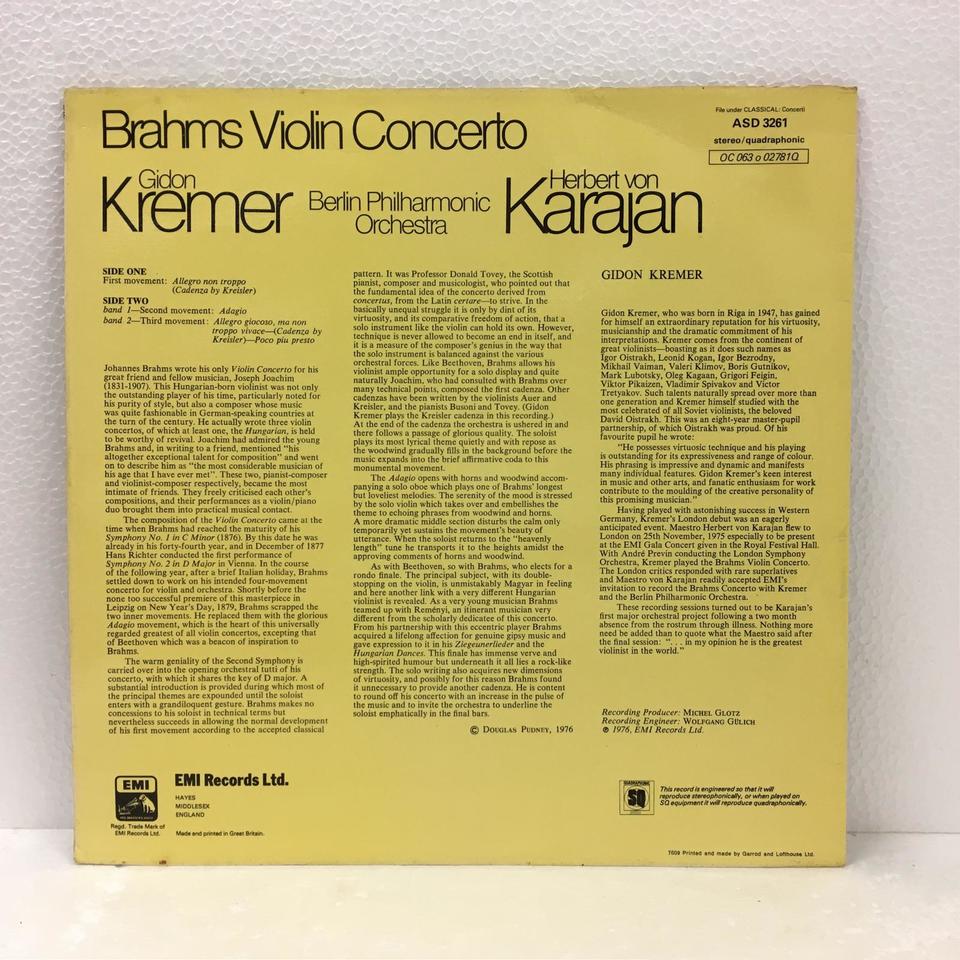 Brahms Violin Concerto
Gidon
Kremer
Berlin Philharmonic
Orchestra
Herbert von
Karajan
File under CLASSICAL: Concerti
ASD 3261
stereo/quadraphonic
OC 063 o 02781Q
SIDE ONE
First movement: Allegro non troppo
(Cadenza by Kreisler)
SIDE TWO
band 1—Second movement: Adagio
band 2—Third movement: Allegro giocoso, ma non
troppo vivace—(Cadenza by
Kreisler)—Poco piu presto
Johannes Brahms wrote his only Violin Concerto for his
great friend and fellow musician, Joseph Joachim
(1831-1907). This Hungarian-born violinist was not only
the outstanding player of his time, particularly noted for
his purity of style, but also a composer whose music
was quite fashionable in German-speaking countries at
the turn of the century. He actually wrote three violin
concertos, of which at least one, the Hungarian, is held
to be worthy of revival. Joachim had admired the young
Brahms and, in writing to a friend, mentioned "his
altogether exceptional talent for composition" and went
on to describe him as "the most considerable musician of
his age that I have ever met". These two, pianist-composer
and violinist-composer respectively, became the most
intimate of friends. They freely criticised each other's
compositions, and their performances as a violin/piano
duo brought them into practical musical contact.
The composition of the Violin Concerto came at the
time when Brahms had reached the maturity of his
Symphony No. 1 in C Minor (1876). By this date he was
already in his forty-fourth year, and in December of 1877
Hans Richter conducted the first performance of
Symphony No. 2 in D Major in Vienna. In the course
of the following year, after a brief Italian holiday, Brahms
settled down to work on his intended four-movement
concerto for violin and orchestra. Shortly before the
none too successful premiere of this masterpiece in
Leipzig on New Year's Day, 1879, Brahms scrapped the
two inner movements. He replaced them with the glorious
Adagio movement, which is the heart of this universally
regarded greatest of all violin concertos, excepting that
of Beethoven which was a beacon of inspiration to
Brahms.
The warm geniality of the Second Symphony is
carried over into the opening orchestral tutti of his
concerto, with which it shares the key of D major. A
substantial introduction is provided during which most of
the principal themes are expounded until the soloist
enters with a grandiloquent gesture. Brahms makes no
concessions to his soloist in technical terms but
nevertheless succeeds in allowing the normal development
of his first movement according to the accepted classical
pattern. It was Professor Donald Tovey, the Scottish
pianist, composer and musicologist, who pointed out that
the fundamental idea of the concerto derived from
concertus, from the Latin certare—to strive. In the
basically unequal struggle it is only by dint of its
virtuosity, and its comparative freedom of action, that a
solo instrument like the violin can hold its own. However,
technique is never allowed to become an end in itself, and
it is a measure of the composer's genius in the way that
the solo instrument is balanced against the various
orchestral forces. Like Beethoven, Brahms allows his
violinist ample opportunity for a solo display and quite
naturally Joachim, who had consulted with Brahms over
many technical points, composed the first cadenza. Other
cadenzas have been written by the violinists Auer and
Kreisler, and the pianists Busoni and Tovey. (Gidon
Kremer plays the Kreisler cadenza in this recording.)
At the end of the cadenza the orchestra is ushered in and
there follows a passage of glorious quality. The soloist
plays its most lyrical theme quietly and with repose as
the woodwind gradually fills in the background before the
music expands into the brief affirmative coda to this
monumental movement.
The Adagio opens with horns and woodwind accom-
panying a solo oboe which plays one of Brahms' longest
but loveliest melodies. The serenity of the mood is stressed
by the solo violin which takes over and embellishes the
theme to echoing phrases from woodwind and horns.
A more dramatic middle section disturbs the calm only
temporarily yet sustains the movement's beauty of
utterance. When the soloist returns to the "heavenly
length" tune he transports it to the heights amidst the
approving comments of horns and woodwind.
As with Beethoven, so with Brahms, who elects for a
rondo finale. The principal subject, with its double-
stopping on the violin, is unmistakably Magyar in feeling
and here another link with a very different Hungarian
violinist is revealed. As a very young musician Brahms
teamed up with Reményi, an itinerant musician very
different from the scholarly dedicatee of this concerto.
From his partnership with this eccentric player Brahms
acquired a lifelong affection for genuine gipsy music and
gave expression to it in his Ziegeunerlieder and the
Hungarian Dances. This finale has immense verve and
high-spirited humour but underneath it all lies a rock-like
strength. The solo writing also acquires new dimensions
of virtuosity, and possibly for this reason Brahms found
it unnecessary to provide another cadenza. He is content
to round off his concerto with an increase in the pulse of
the music and to invite the orchestra to underline the
soloist emphatically in the final bars.
© DOUGLAS PUDNEY, 1976
GIDON KREMER
Gidon Kremer, who was born in Riga in 1947, has gained
for himself an extraordinary reputation for his virtuosity,
musicianship and the dramatic commitment of his
interpretations. Kremer comes from the continent of
great violinists—boasting as it does such names as
Igor Oistrakh, Leonid Kogan, Igor Bezrodny,
Mikhail Vaiman, Valeri Klimov, Boris Gutnikov,
Mark Lubotsky, Oleg Kagaan, Grigori Feigin,
Viktor Pikaizen, Vladimir Spivakov and Victor
Tretyakov. Such talents naturally spread over more than
one generation and Kremer himself studied with the
most celebrated of all Soviet violinists, the beloved
David Oistrakh. This was an eight-year master-pupil
partnership, of which Oistrakh was proud. Of his
favourite pupil he wrote:
"He possesses virtuosic technique and his playing
is outstanding for its expressiveness and range of colour.
His phrasing is impressive and dynamic and manifests
many individual features. Gidon Kremer's keen interest
in music and other arts, and fanatic enthusiasm for work
contribute to the moulding of the creative personality of
this promising musician."
Having played with astonishing success in Western
Germany, Kremer's London debut was an eagerly
anticipated event. Maestro Herbert von Karajan flew to
London on 25th November, 1975 especially to be present
at the EMI Gala Concert given in the Royal Festival Hall.
With André Previn conducting the London Symphony
Orchestra, Kremer played the Brahms Violin Concerto.
The London critics responded with rare superlatives
and Maestro von Karajan readily accepted EMI's
invitation to record the Brahms Concerto with Kremer
and the Berlin Philharmonic Orchestra.
These recording sessions turned out to be Karajan's
first major orchestral project following a two month
absence from the rostrum through illness. Nothing more
need be added than to quote what the Maestro said after
the final session: ". . . in my opinion he is the greatest
violinist in the world."
Recording Producer: MICHEL GLOTZ
Recording Engineer: WOLFGANG GÜLICH
℗ 1976, EMI Records Ltd.
EMI
Regd. Trade Mark of
EMI Records Ltd.
EMI Records Ltd.
HAYES
MIDDLESEX
ENGLAND
Made and printed in Great Britain.
QUADRAPHONIC
SQ
This record is engineered so that it will
reproduce stereophonically, or when played on
SQ equipment it will reproduce quadraphonically.
7609 Printed and made by Garrod and Lofthouse Ltd.